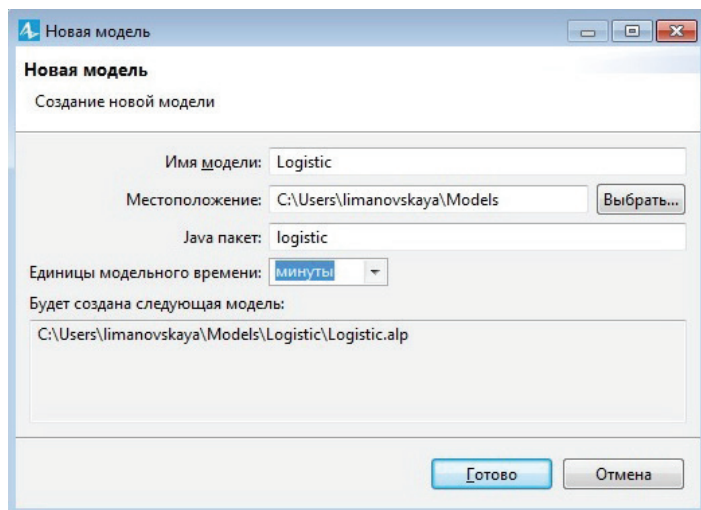 Новая модель
Новая модель
Создание новой модели
Имя модели: Logistic
Местоположение: C:\Users\limanovskaya\Models Выбрать...
Java пакет: logistic
Единицы модельного времени: минуты
Будет создана следующая модель:
C:\Users\limanovskaya\Models\Logistic\Logistic.alp
Готово Отмена